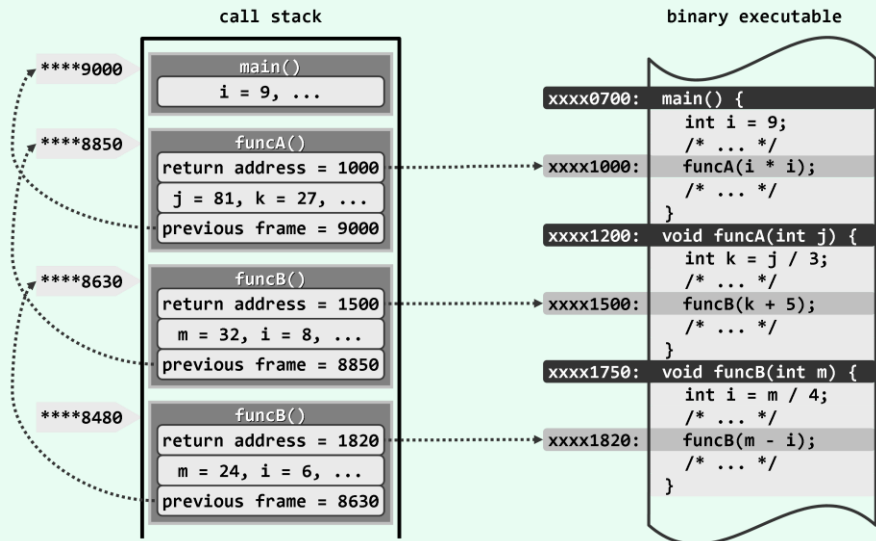 call stack
****9000
main()
i = 9, ...
****8850
funcA()
return address = 1000
j = 81, k = 27, ...
previous frame = 9000
****8630
funcB()
return address = 1500
m = 32, i = 8, ...
previous frame = 8850
****8480
funcB()
return address = 1820
m = 24, i = 6, ...
previous frame = 8630
binary executable
xxxx0700: main() {
int i = 9;
/* ... */
xxxx1000: funcA(i * i);
/* ... */
}
xxxx1200: void funcA(int j) {
int k = j / 3;
/* ... */
xxxx1500: funcB(k + 5);
/* ... */
}
xxxx1750: void funcB(int m) {
int i = m / 4;
/* ... */
xxxx1820: funcB(m - i);
/* ... */
}